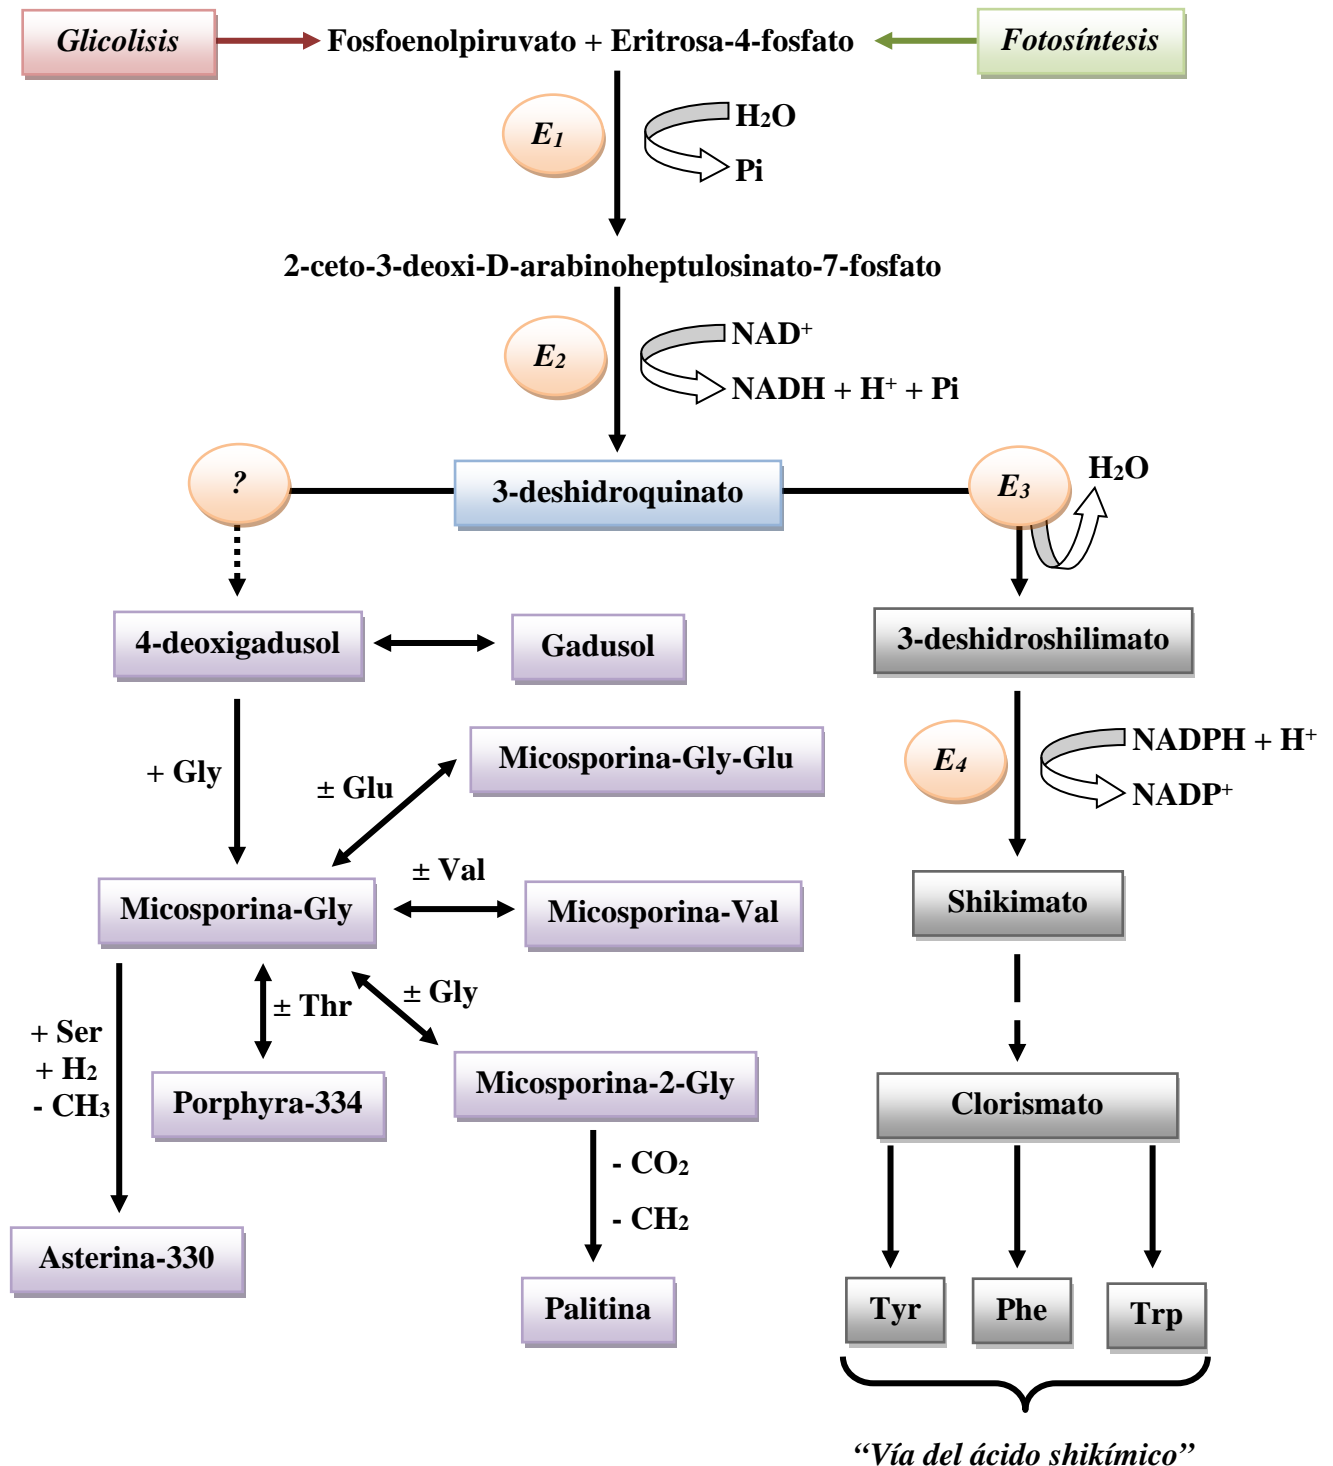 Glicolisis
Fosfoenolpiruvato + Eritrosa-4-fosfato
Fotosíntesis
E1
H2O
Pi
2-ceto-3-deoxi-D-arabinoheptulosinato-7-fosfato
E2
NAD+
NADH + H+ + Pi
?
3-deshidroquinato
E3
H2O
4-deoxigadusol
Gadusol
3-deshidroshilimato
+ Gly
± Glu
Micosporina-Gly-Glu
E4
NADPH + H+
NADP+
Micosporina-Gly
± Val
Micosporina-Val
Shikimato
+ Ser
+ H2
- CH3
± Thr
± Gly
Porphyra-334
Micosporina-2-Gly
Clorismato
- CO2
- CH2
Asterina-330
Palitina
Tyr
Phe
Trp
“Vía del ácido shikímico”